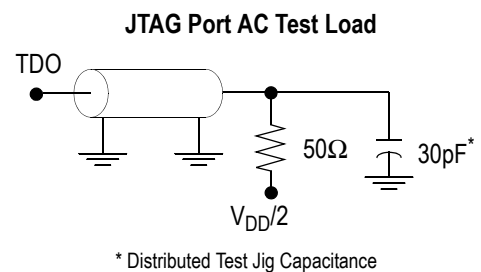 JTAG Port AC Test Load
TDO
50Ω
30pF*
VDD/2
* Distributed Test Jig Capacitance